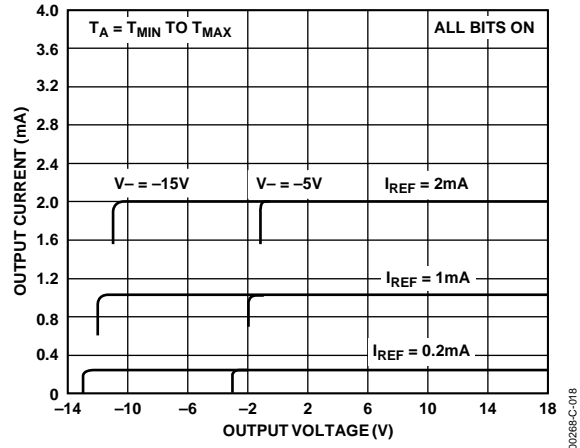 4.0
3.6
3.2
2.8
2.4
2.0
1.6
1.2
0.8
0.4
0
OUTPUT CURRENT (mA)
T_A = T_MIN TO T_MAX
ALL BITS ON
V– = –15V
V– = –5V
I_REF = 2mA
I_REF = 1mA
I_REF = 0.2mA
–14 –10 –6 –2 2 6 10 14 18
OUTPUT VOLTAGE (V)
00268-C-018